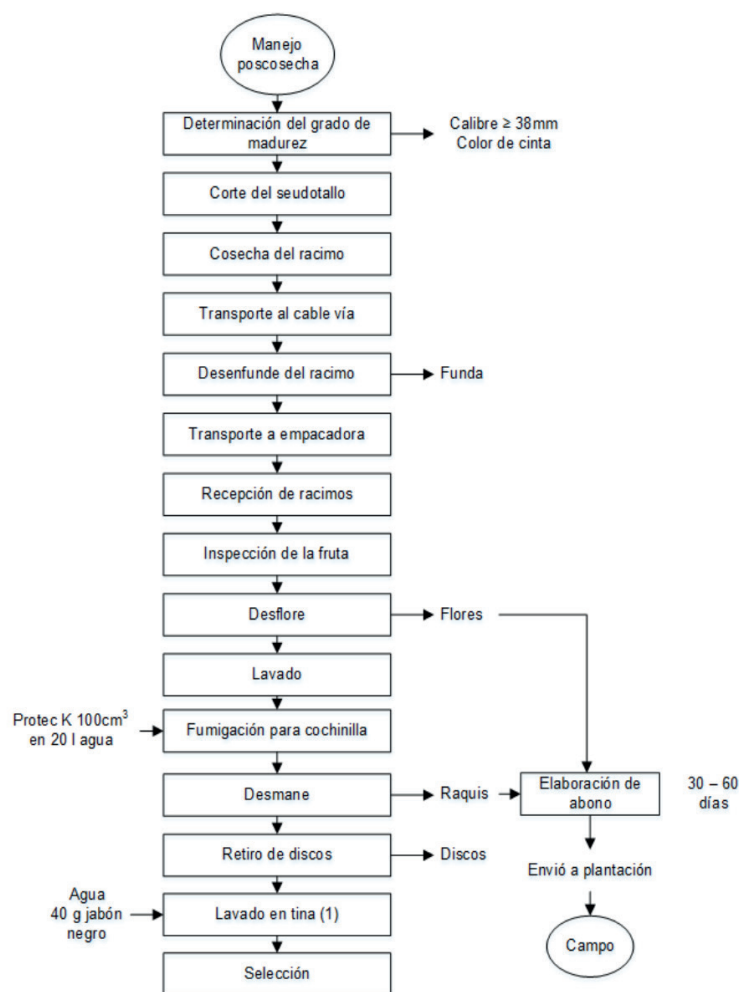 Manejo
poscosecha
Determinación del grado de
madurez
Calibre ≥ 38mm
Color de cinta
Corte del seudotallo
Cosecha del racimo
Transporte al cable vía
Desenfunde del racimo
Funda
Transporte a empacadora
Recepción de racimos
Inspección de la fruta
Desflore
Flores
Lavado
Protec K 100cm³
en 20 l agua
Fumigación para cochinilla
Desmane
Raquis
Elaboración de
abono
30 – 60
días
Retiro de discos
Discos
Envió a plantación
Agua
40 g jabón
negro
Lavado en tina (1)
Campo
Selección